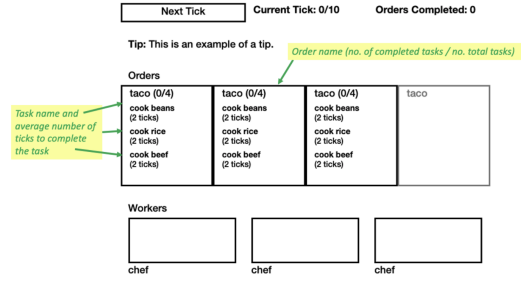 Next Tick
Current Tick: 0/10
Orders Completed: 0
Tip: This is an example of a tip.
Order name (no. of completed tasks / no. total tasks)
Orders
taco (0/4)
cook beans
(2 ticks)
cook rice
(2 ticks)
cook beef
(2 ticks)
taco (0/4)
cook beans
(2 ticks)
cook rice
(2 ticks)
cook beef
(2 ticks)
taco (0/4)
cook beans
(2 ticks)
cook rice
(2 ticks)
cook beef
(2 ticks)
taco
Task name and
average number of
ticks to complete
the task
Workers
chef
chef
chef